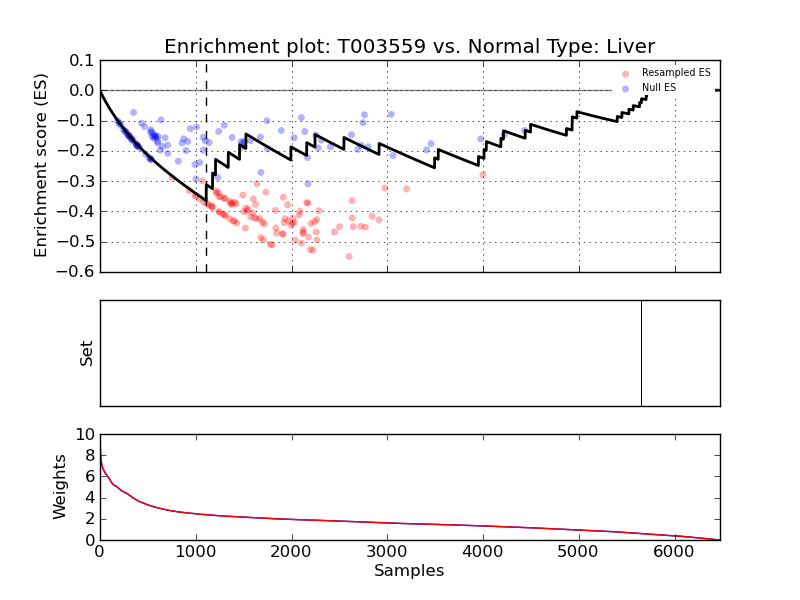 Enrichment plot: T003559 vs. Normal Type: Liver
Enrichment score (ES)
0.1
0.0
−0.1
−0.2
−0.3
−0.4
−0.5
−0.6
Resampled ES
Null ES
Set
Weights
10
8
6
4
2
0
0 1000 2000 3000 4000 5000 6000
Samples